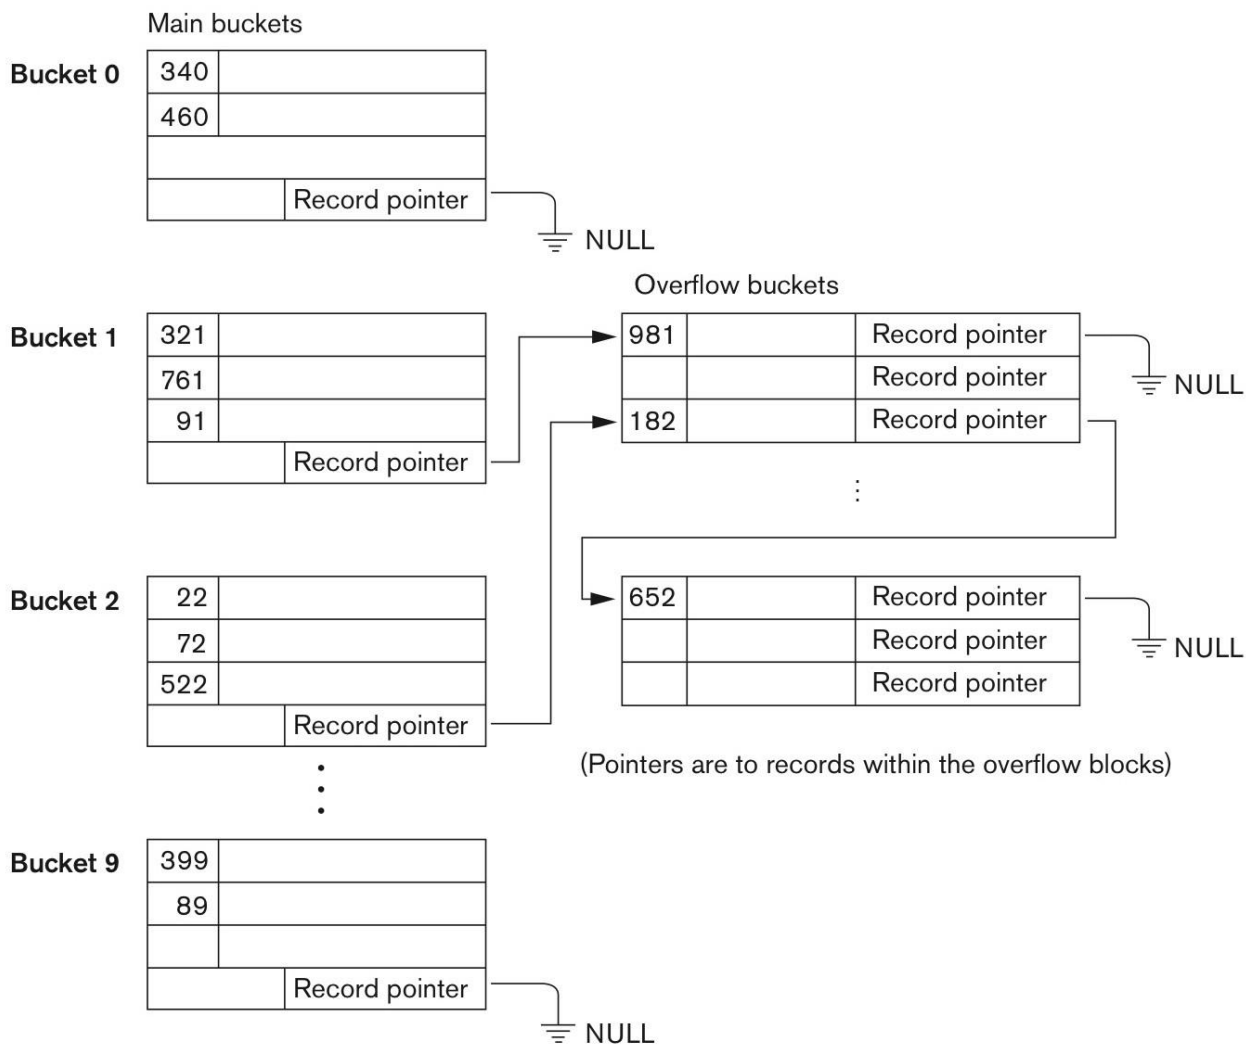 Main buckets
Bucket 0
340
460
Record pointer
NULL
Overflow buckets
Bucket 1
321
761
91
Record pointer
981 Record pointer
Record pointer
182 Record pointer
NULL
Bucket 2
22
72
522
Record pointer
652 Record pointer
Record pointer
Record pointer
NULL
(Pointers are to records within the overflow blocks)
Bucket 9
399
89
Record pointer
NULL